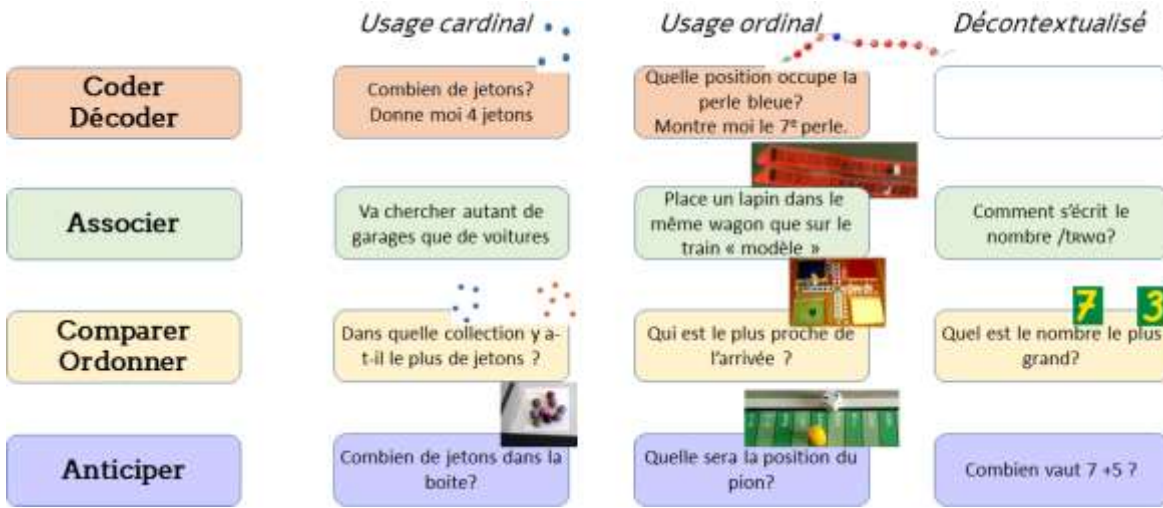 Usage cardinal
Usage ordinal
Décontextualisé
Coder
Décoder
Combien de jetons?
Donne moi 4 jetons
Quelle position occupe la
perle bleue?
Montre moi le 7e perle.
Associer
Va chercher autant de
garages que de voitures
Place un lapin dans le
même wagon que sur le
train « modèle »
Comment s'écrit le
nombre /tʀwɑ?
7
3
Comparer
Ordonner
Dans quelle collection y a-
t-il le plus de jetons ?
Qui est le plus proche de
l'arrivée ?
Quel est le nombre le plus
grand?
Anticiper
Combien de jetons dans la
boite?
Quelle sera la position du
pion?
Combien vaut 7 +5 ?